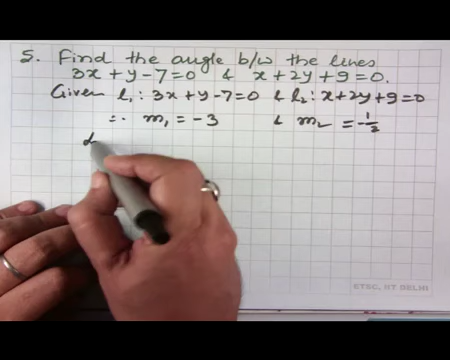 5. Find the angle b/w the lines
3x + y - 7 = 0 & x + 2y + 9 = 0.
Given l₁ : 3x + y - 7 = 0 & l₂ : x + 2y + 9 = 0
∴ m₁ = -3 & m₂ = -1/2
ETSC, IIT DELHI